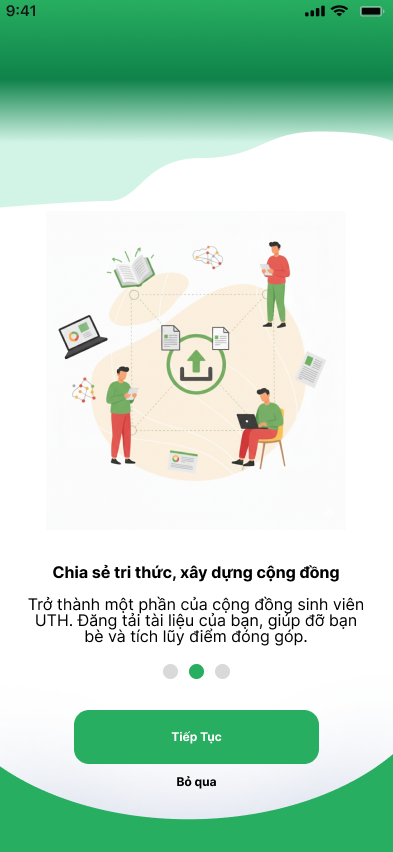 9:41
Chia sẻ tri thức, xây dựng cộng đồng
Trở thành một phần của cộng đồng sinh viên
UTH. Đăng tải tài liệu của bạn, giúp đỡ bạn
bè và tích lũy điểm đóng góp.
Tiếp Tục
Bỏ qua